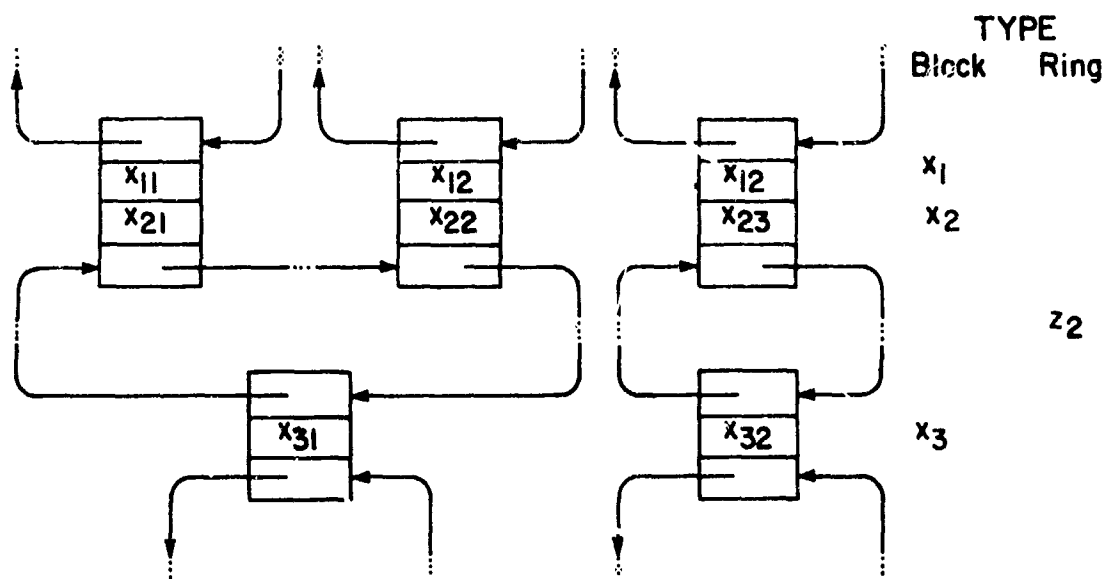 TYPE
Block Ring
x11 x12 x12 x1
x21 x22 x23 x2
z2
x31 x32 x3